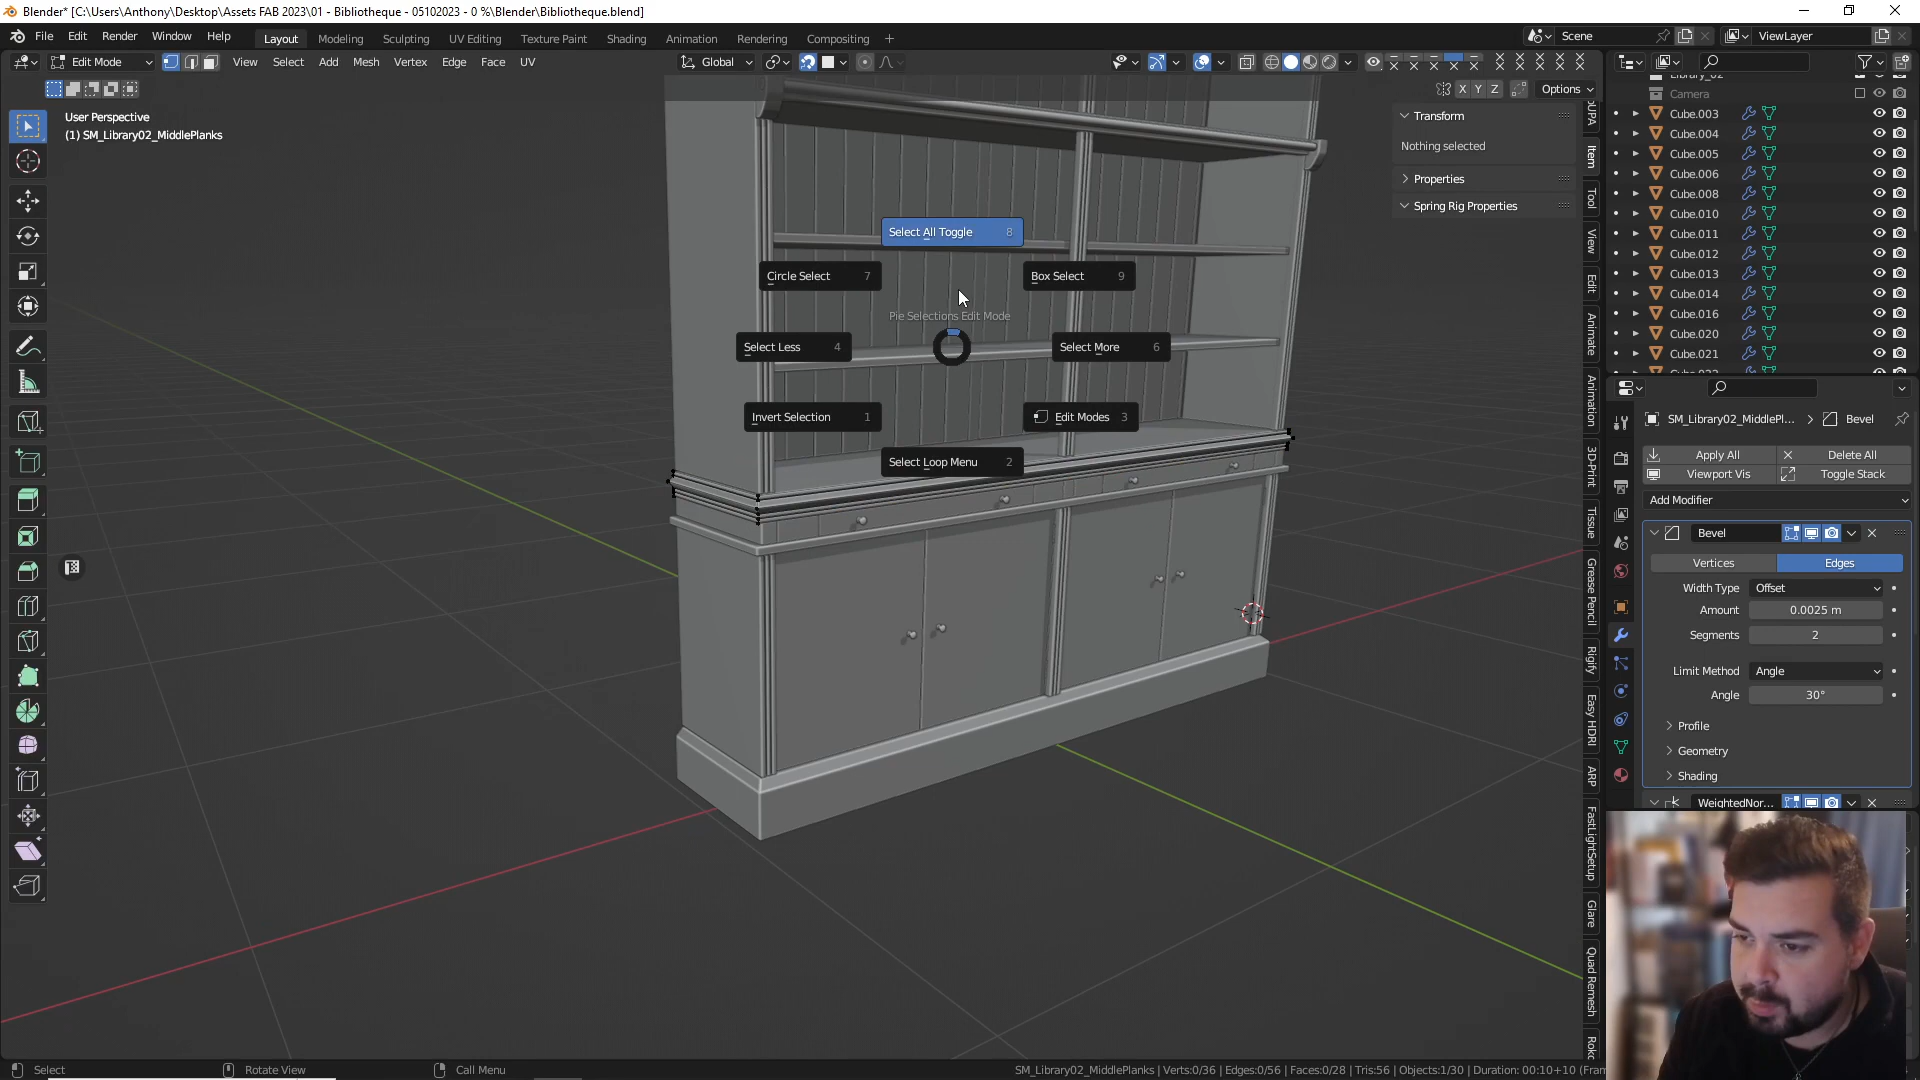 Blender* [C:\Users\Anthony\Desktop\Assets FAB 2023\01 - Bibliotheque - 05102023 - 0 %\Blender\Bibliotheque.blend]
File Edit Render Window Help Layout Modeling Sculpting UV Editing Texture Paint Shading Animation Rendering Compositing
Scene ViewLayer
Edit Mode View Select Add Mesh Vertex Edge Face UV Global
X Y Z Options
User Perspective
(1) SM_Library02_MiddlePlanks
Transform
Nothing selected
Properties
Spring Rig Properties
Item
Tool
View
Edit
Animate
Animation
3D-Print
Tissue
Grease Pencil
Rigify
Easy HDRI
ARP
FastLightSetup
Glare
Quad Remesh
Select All Toggle 8
Circle Select 7
Box Select 9
Pie Selections Edit Mode
Select Less 4
Select More 6
Invert Selection 1
Edit Modes 3
Select Loop Menu 2
Library_02
Camera
Cube.003
Cube.004
Cube.005
Cube.006
Cube.008
Cube.010
Cube.011
Cube.012
Cube.013
Cube.014
Cube.016
Cube.020
Cube.021
SM_Library02_MiddlePl... Bevel
Apply All Delete All
Viewport Vis Toggle Stack
Add Modifier
Bevel
Vertices Edges
Width Type Offset
Amount 0.0025 m
Segments 2
Limit Method Angle
Angle 30°
Profile
Geometry
Shading
WeightedNor...
Select Rotate View Call Menu
SM_Library02_MiddlePlanks | Verts:0/36 | Edges:0/56 | Faces:0/28 | Tris:56 | Objects:1/30 | Duration: 00:10+10 (Fram